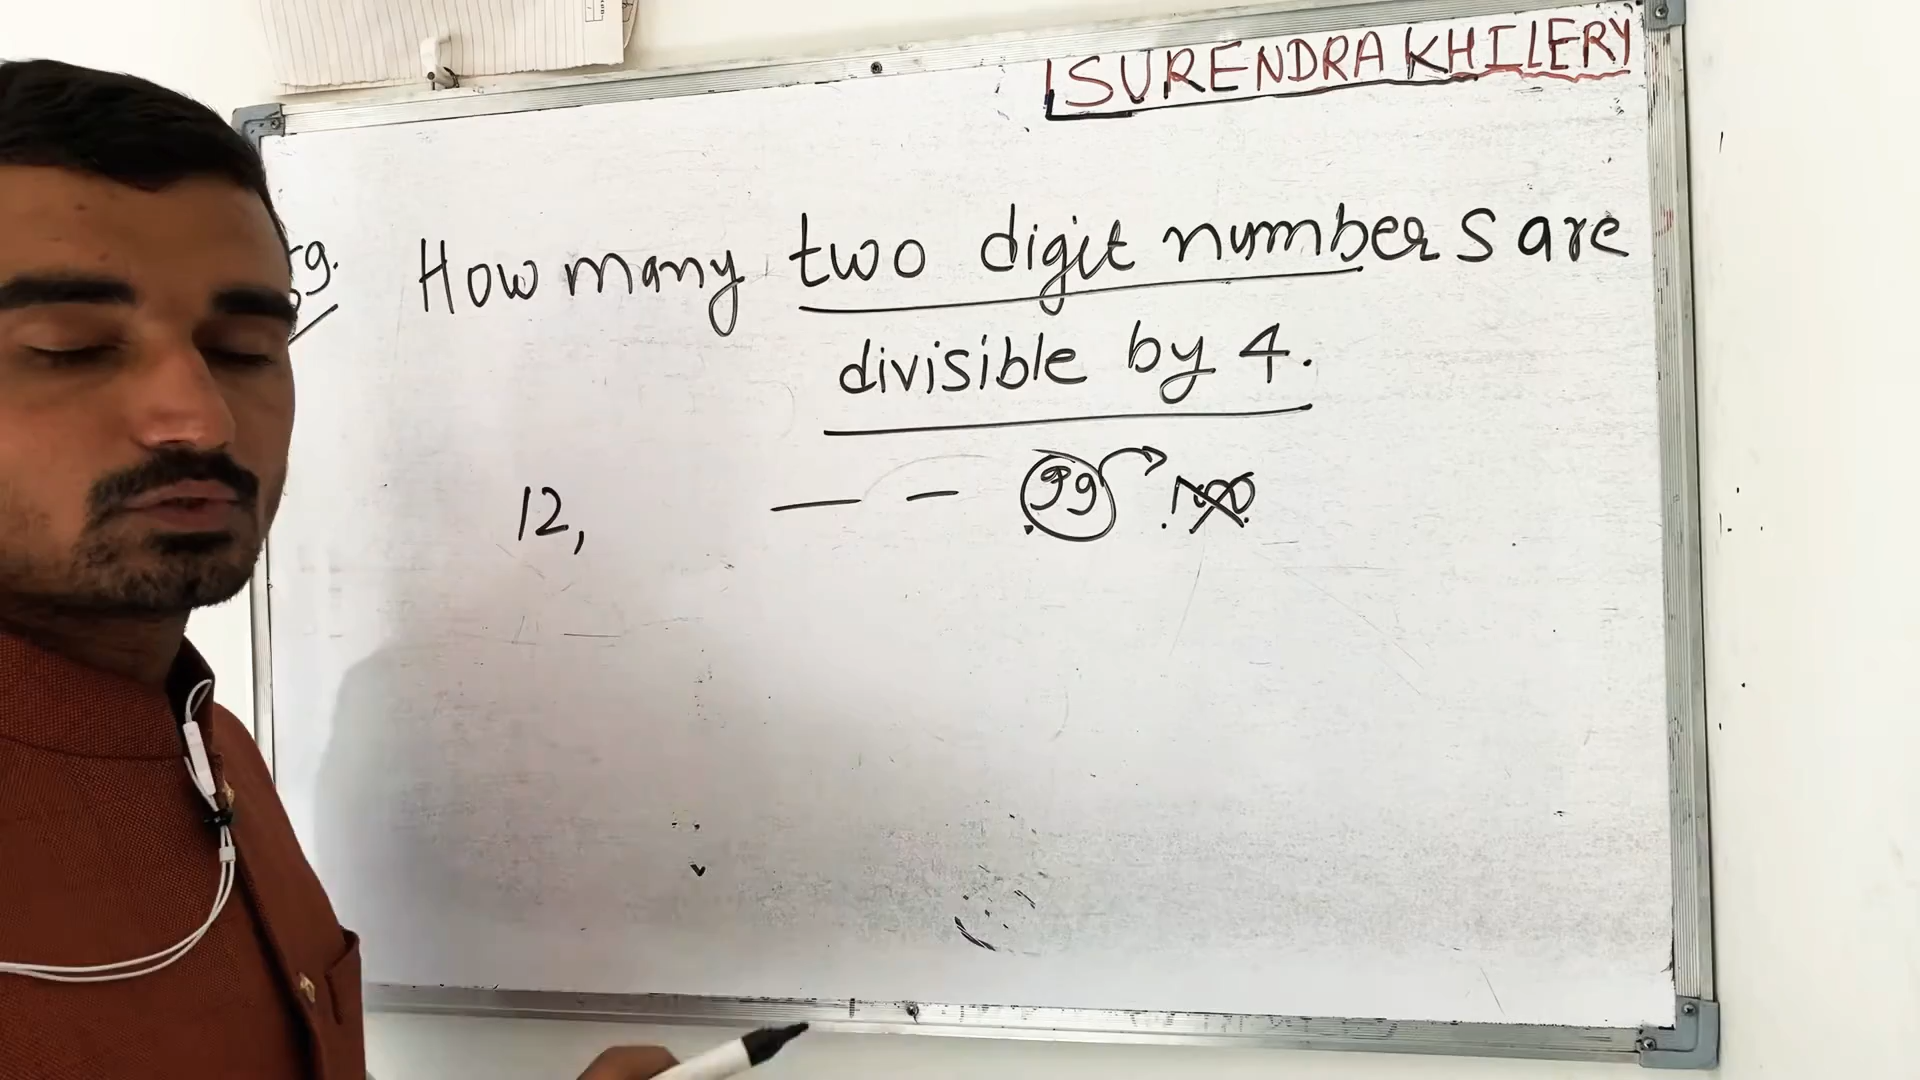 SURENDRA KHILERY
How many two digit numbers are
divisible by 4.
12, — — 99 100